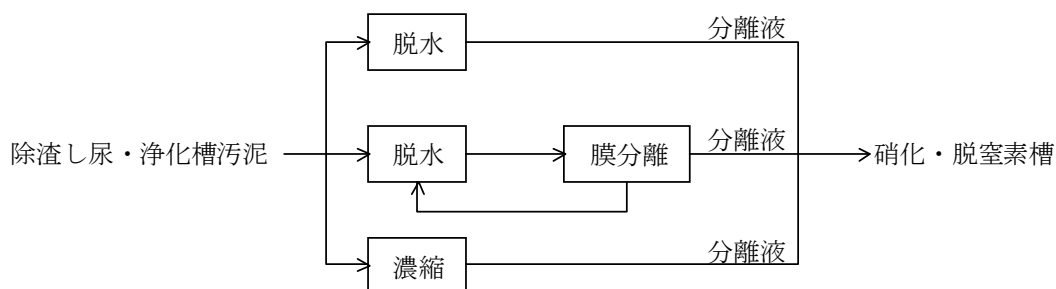 分離液
脱水
除渣し尿・浄化槽汚泥
脱水
膜分離
分離液
硝化・脱窒素槽
分離液
濃縮